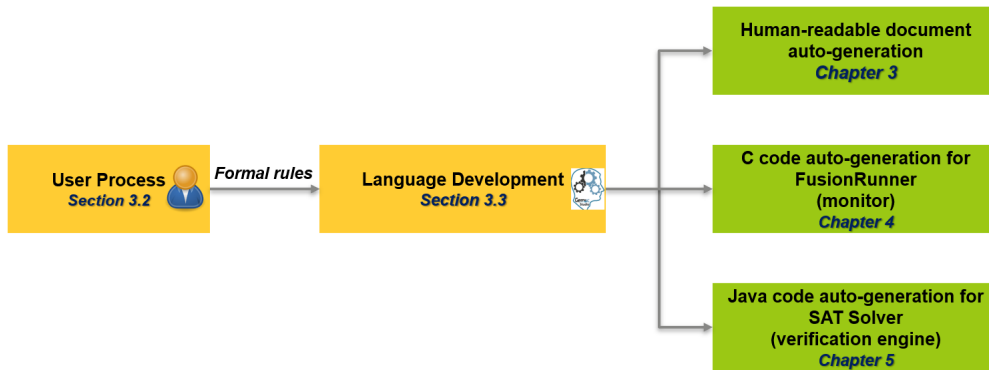 Human-readable document
auto-generation
Chapter 3
User Process
Section 3.2
Formal rules
Language Development
Section 3.3
C code auto-generation for
FusionRunner
(monitor)
Chapter 4
Java code auto-generation for
SAT Solver
(verification engine)
Chapter 5